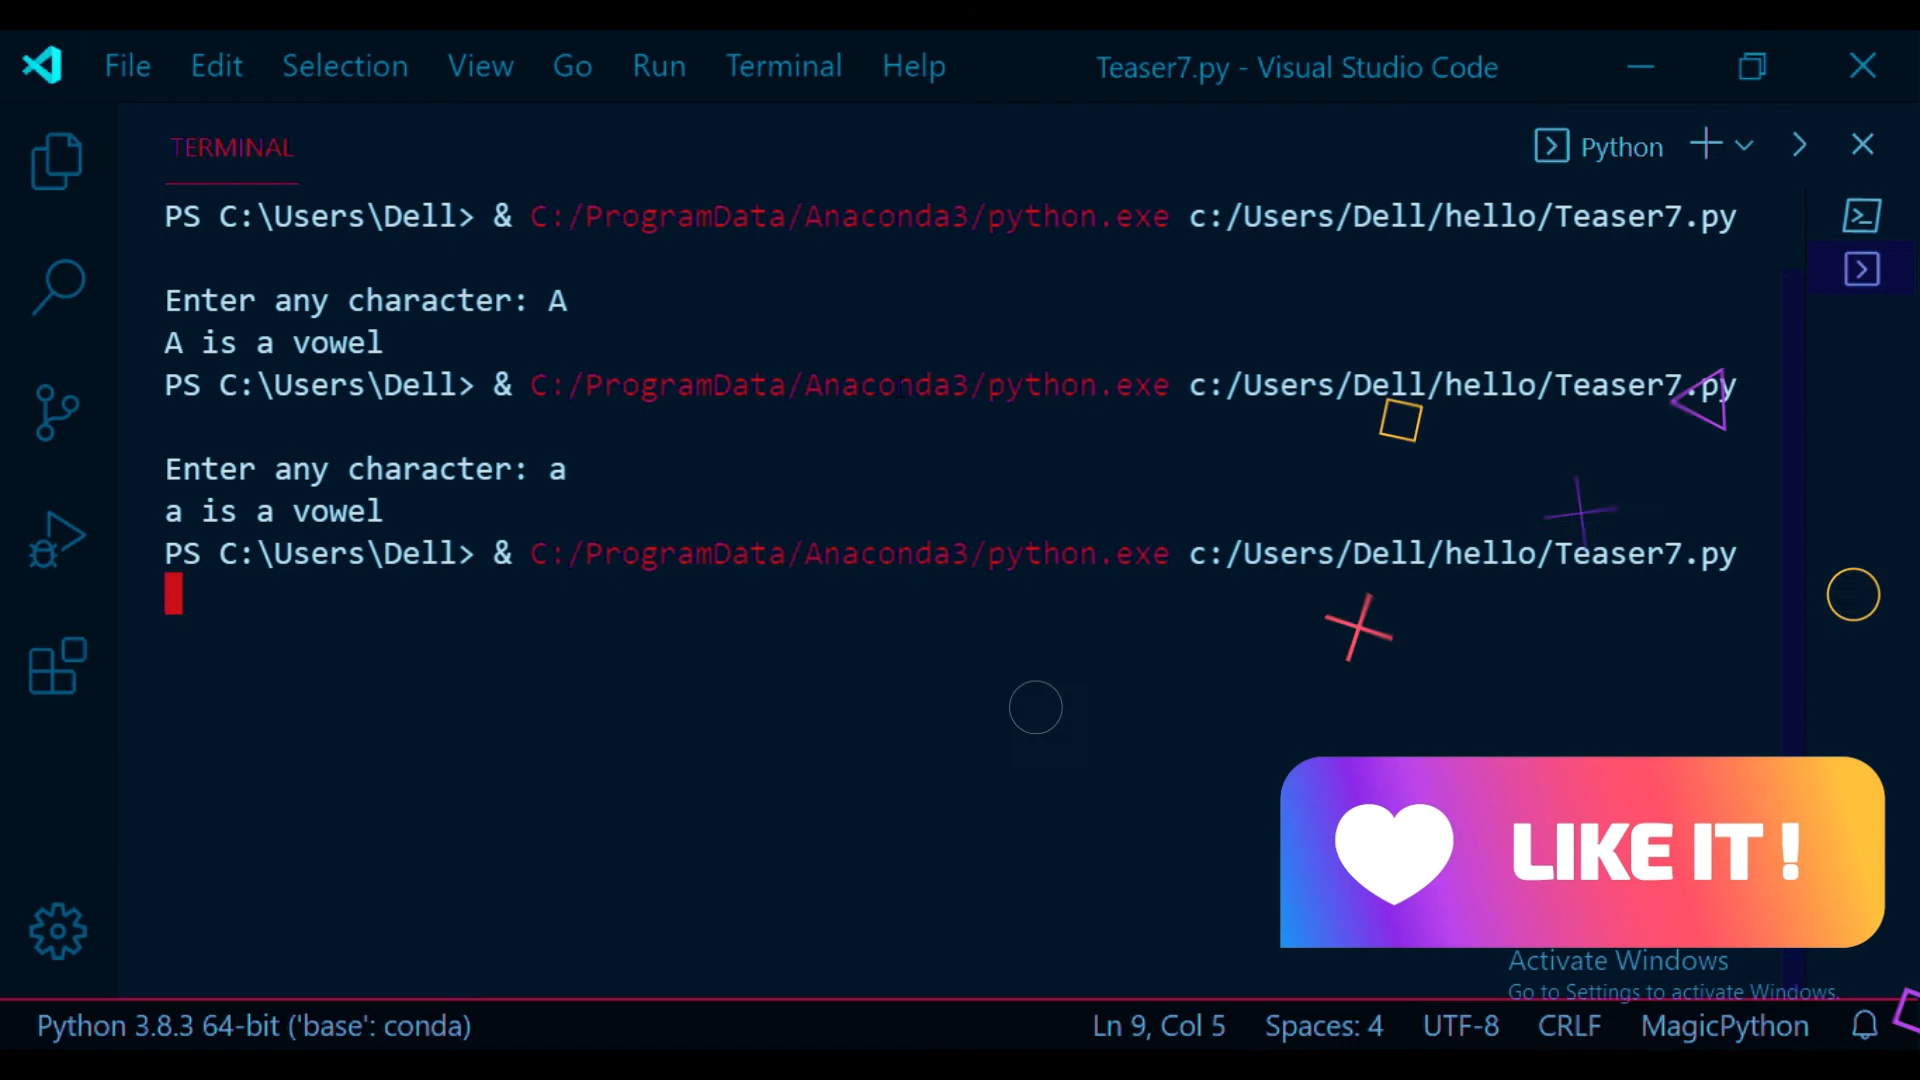 File Edit Selection View Go Run Terminal Help Teaser7.py - Visual Studio Code
TERMINAL
Python
PS C:\Users\Dell> & C:/ProgramData/Anaconda3/python.exe c:/Users/Dell/hello/Teaser7.py
Enter any character: A
A is a vowel
PS C:\Users\Dell> & C:/ProgramData/Anaconda3/python.exe c:/Users/Dell/hello/Teaser7.py
Enter any character: a
a is a vowel
PS C:\Users\Dell> & C:/ProgramData/Anaconda3/python.exe c:/Users/Dell/hello/Teaser7.py
LIKE IT !
Activate Windows
Go to Settings to activate Windows.
Python 3.8.3 64-bit ('base': conda) Ln 9, Col 5 Spaces: 4 UTF-8 CRLF MagicPython